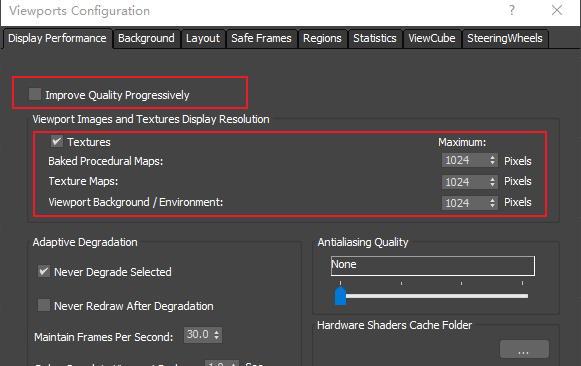 Viewports Configuration
? ×
Display Performance Background Layout Safe Frames Regions Statistics ViewCube SteeringWheels
Improve Quality Progressively
Viewport Images and Textures Display Resolution
Textures Maximum:
Baked Procedural Maps: 1024 Pixels
Texture Maps: 1024 Pixels
Viewport Background / Environment: 1024 Pixels
Adaptive Degradation
Never Degrade Selected
Never Redraw After Degradation
Maintain Frames Per Second: 30.0
Antialiasing Quality
None
Hardware Shaders Cache Folder
...